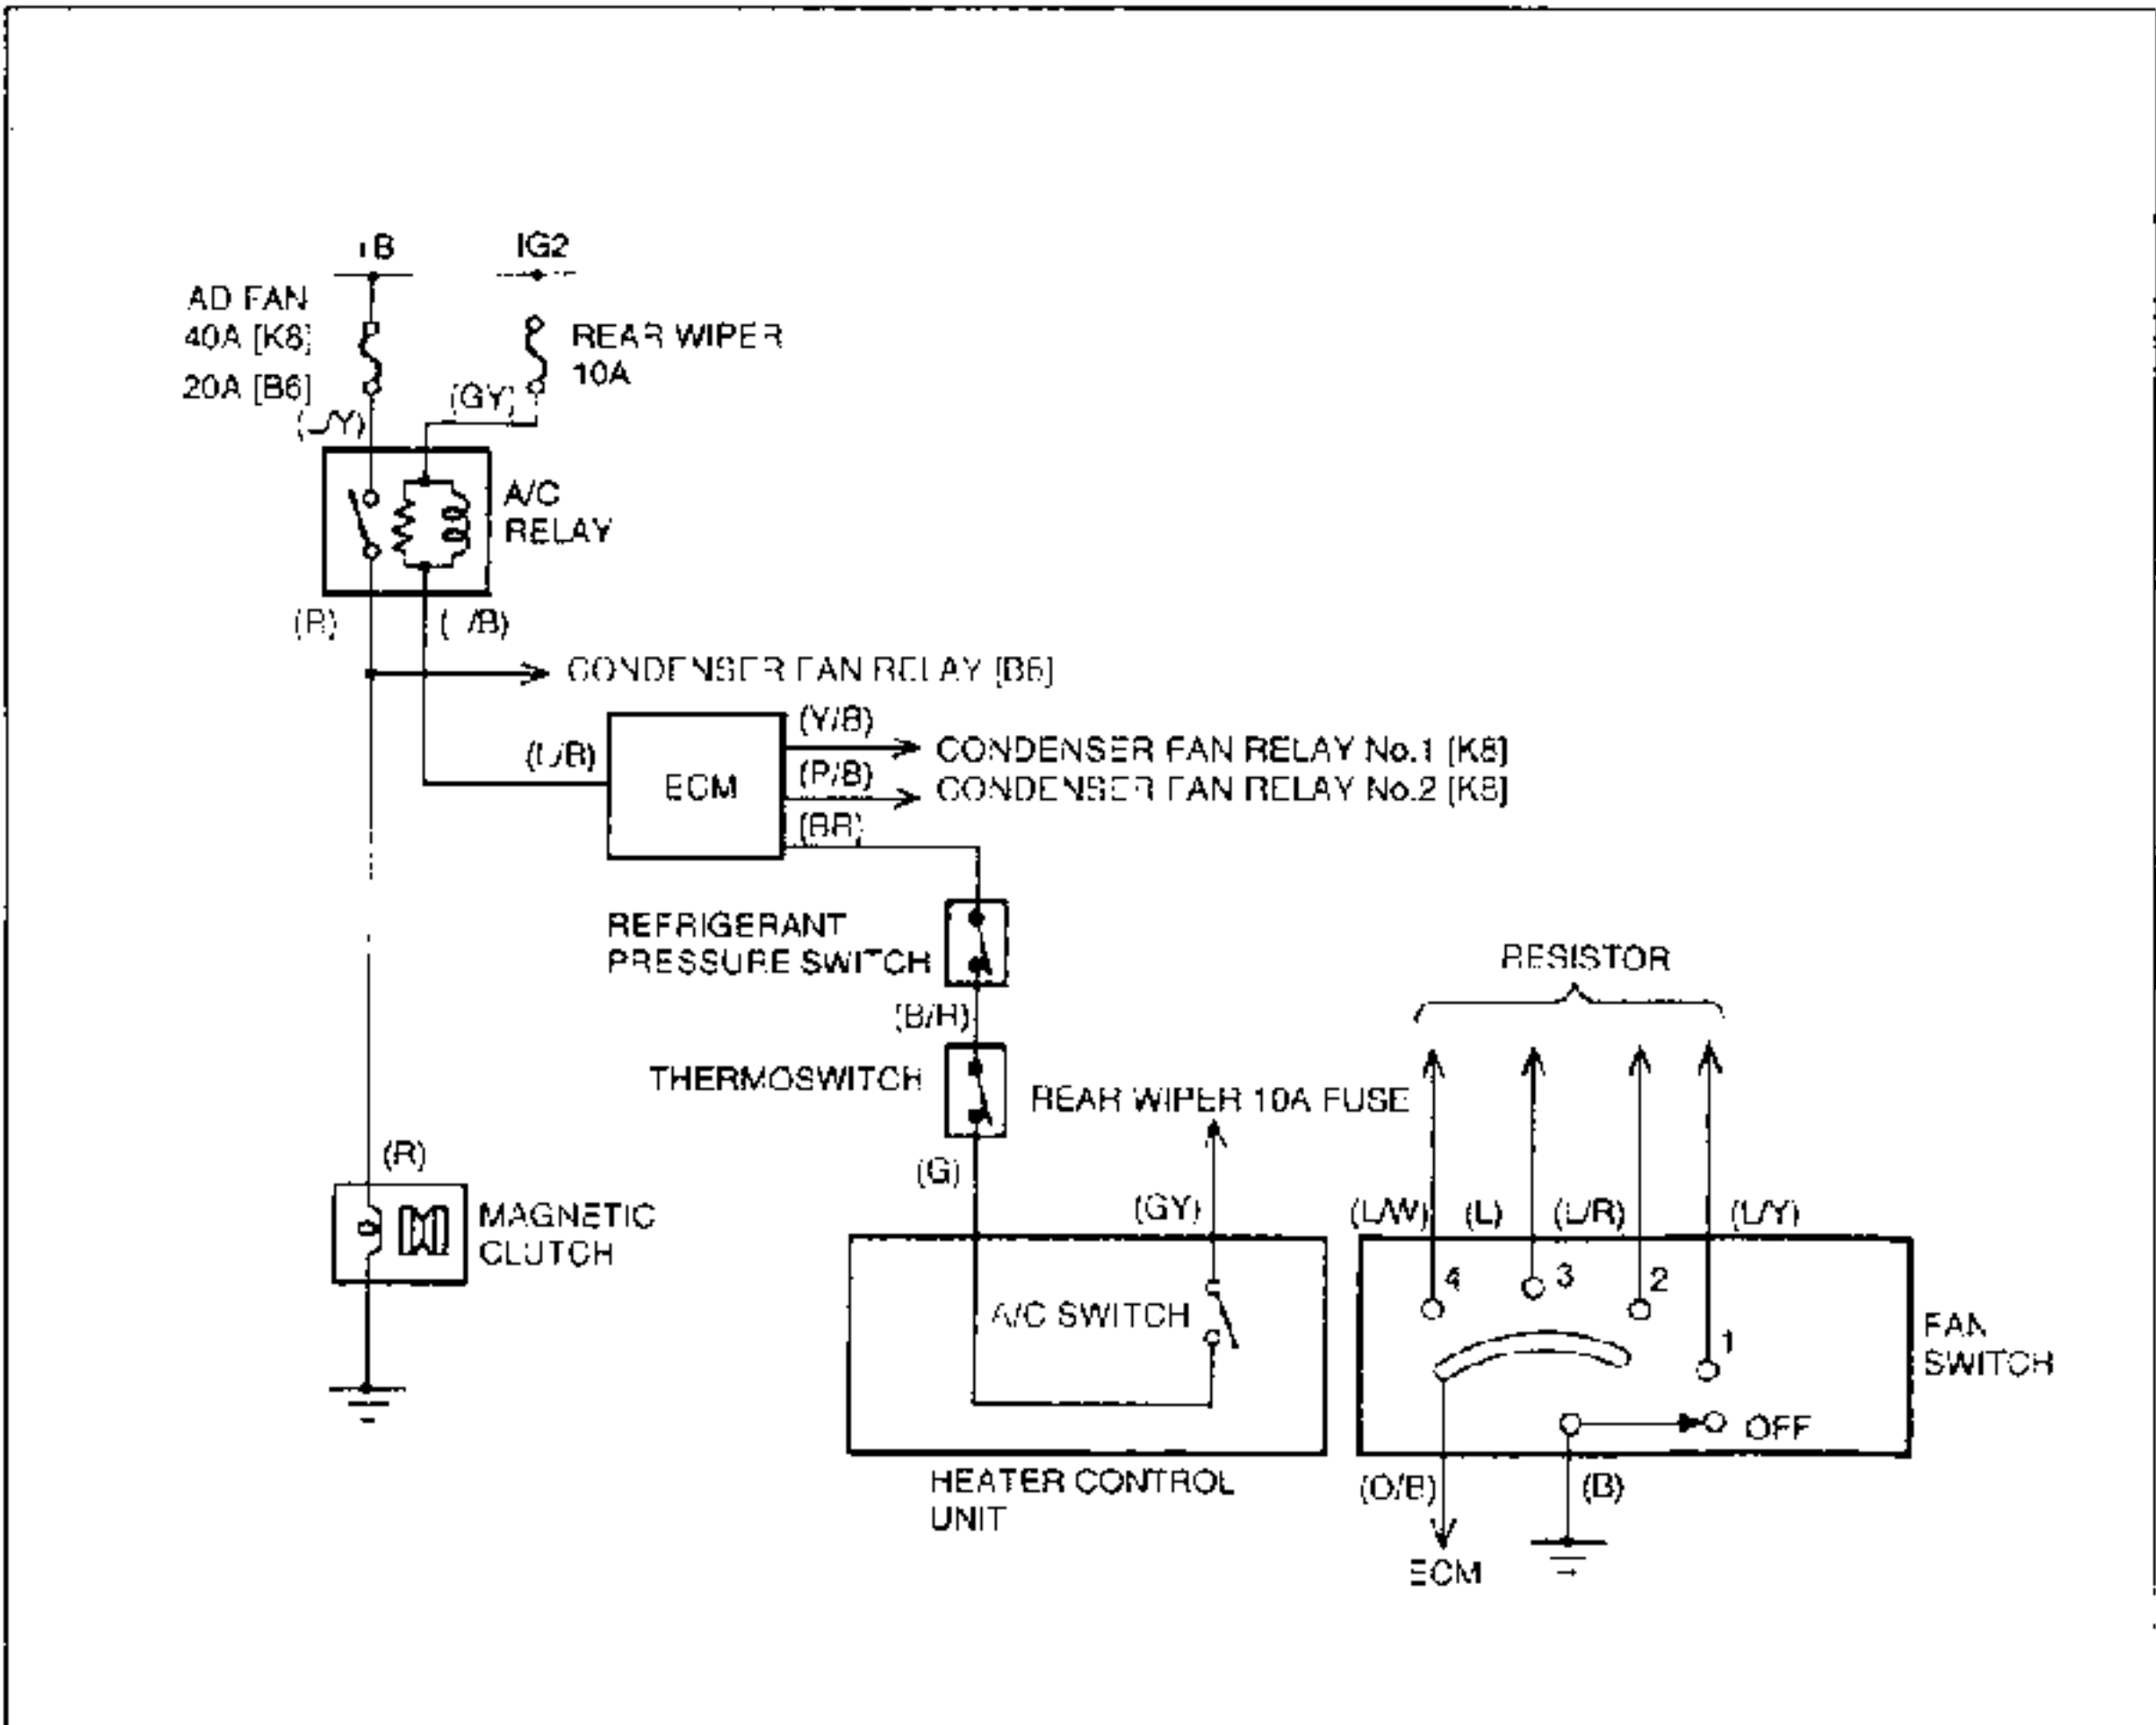 IG2
AD FAN
40A [K8]
20A [B6]
REAR WIPER
10A
(GY)
A/C
RELAY
(R)
CONDENSER FAN RELAY [B6]
(Y/B)
CONDENSER FAN RELAY No.1 [K8]
(P/B)
CONDENSER FAN RELAY No.2 [K8]
ECM
REFRIGERANT
PRESSURE SWITCH
RESISTOR
THERMOSWITCH
REAR WIPER 10A FUSE
(R)
(G)
(GY)
(L/W)
(L)
(L/R)
(L/Y)
MAGNETIC
CLUTCH
4
3
2
1
A/C SWITCH
FAN
SWITCH
OFF
HEATER CONTROL
UNIT
(B)
ECM